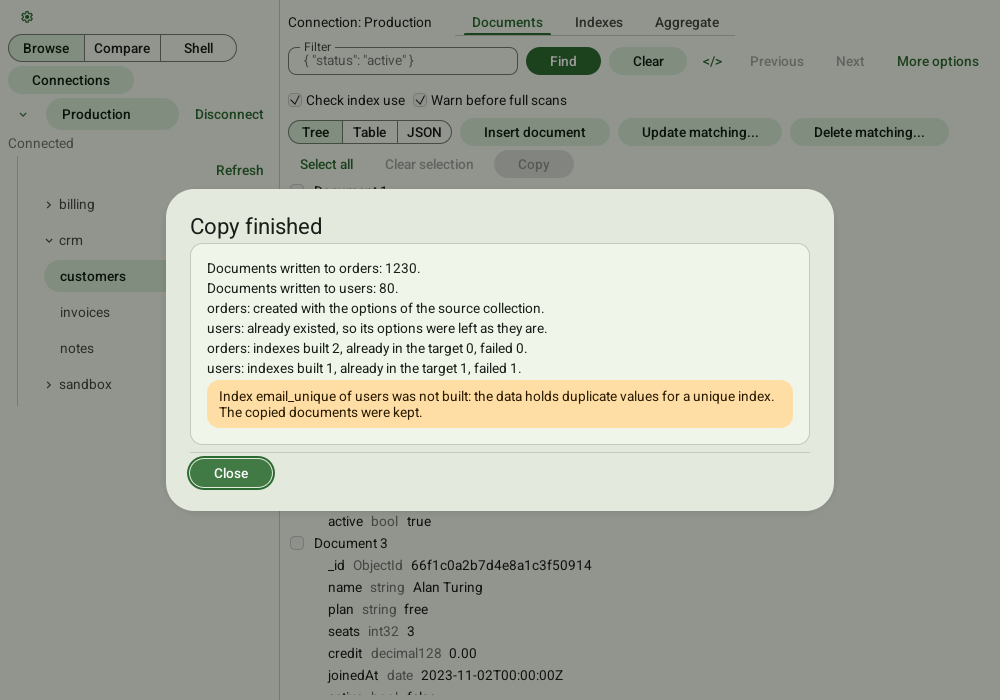 Browse Compare Shell
Connections
Production Disconnect
Connected
Refresh
billing
crm
customers
invoices
notes
sandbox
Connection: Production Documents Indexes Aggregate
Filter
{ "status": "active" } Find Clear </> Previous Next More options
Check index use Warn before full scans
Tree Table JSON Insert document Update matching... Delete matching...
Select all Clear selection Copy
Copy finished
Documents written to orders: 1230.
Documents written to users: 80.
orders: created with the options of the source collection.
users: already existed, so its options were left as they are.
orders: indexes built 2, already in the target 0, failed 0.
users: indexes built 1, already in the target 1, failed 1.
Index email_unique of users was not built: the data holds duplicate values for a unique index.
The copied documents were kept.
Close
active bool true
Document 3
_id ObjectId 66f1c0a2b7d4e8a1c3f50914
name string Alan Turing
plan string free
seats int32 3
credit decimal128 0.00
joinedAt date 2023-11-02T00:00:00Z